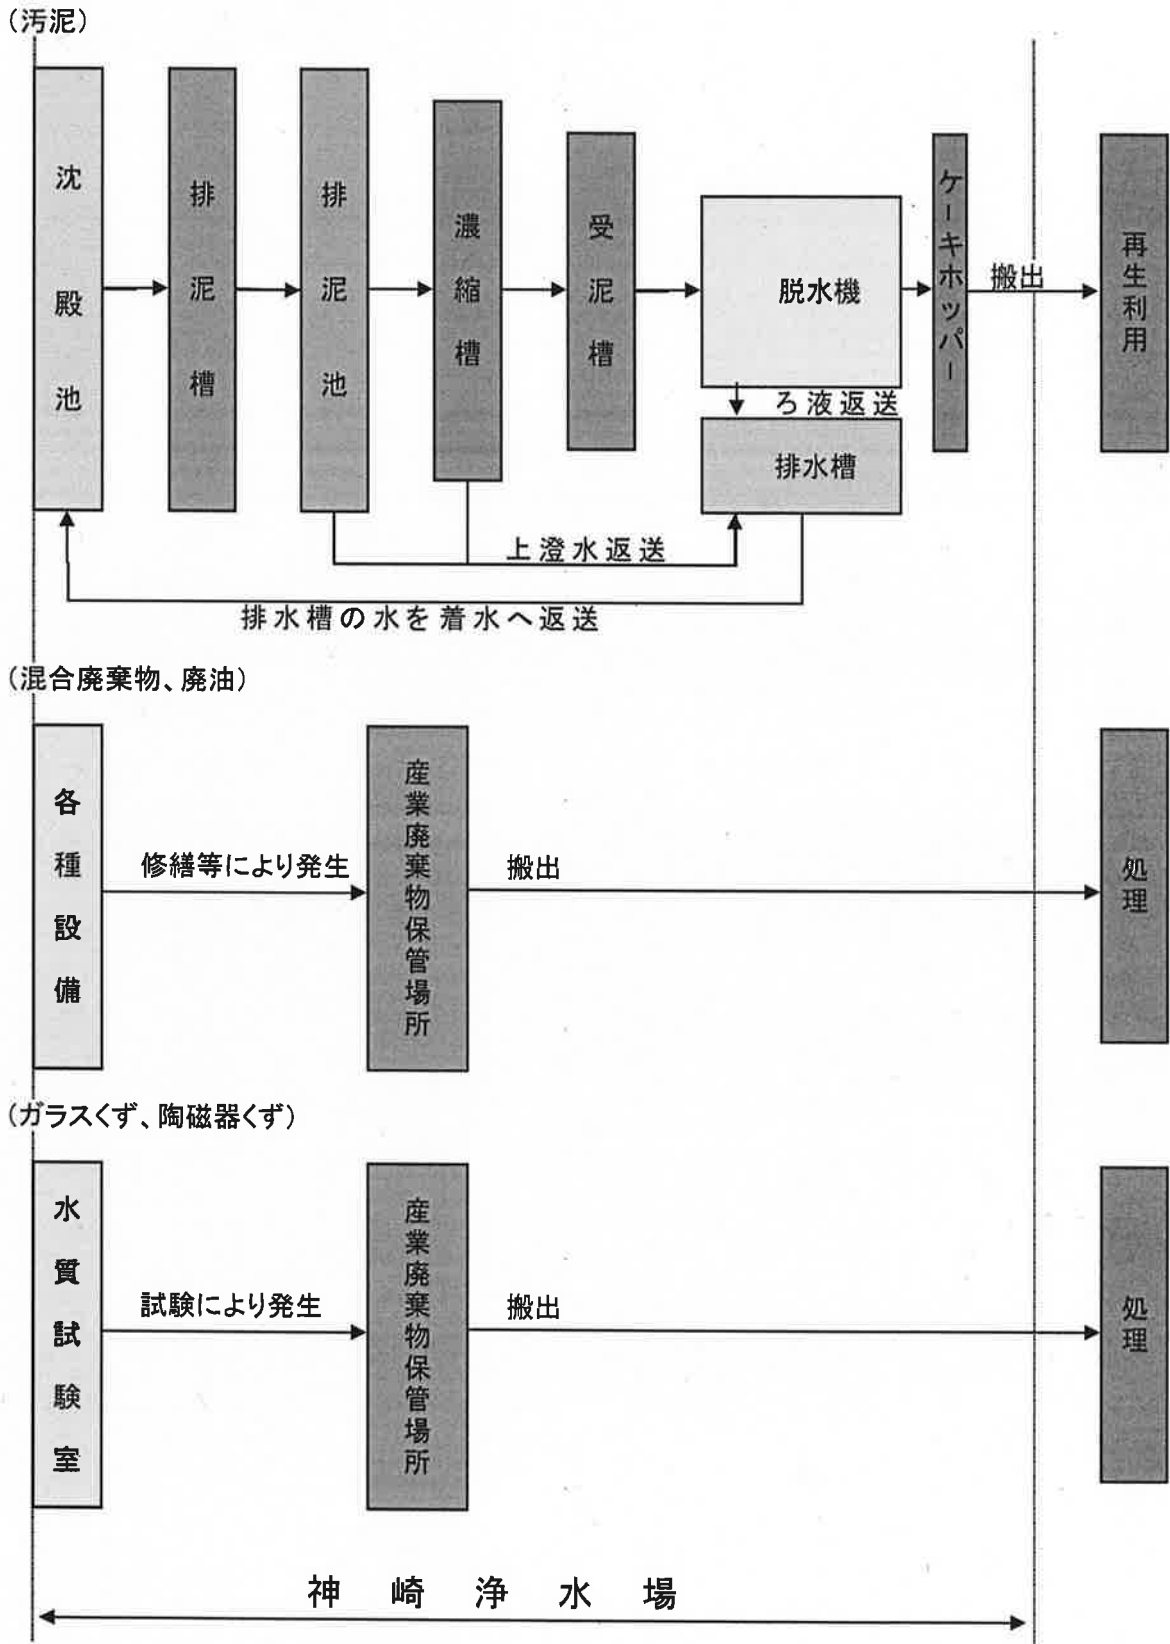 （汚泥）
沈殿池
排泥槽
排泥池
濃縮槽
受泥槽
脱水機
ケーキホッパー
搬出
再生利用
ろ液返送
排水槽
上澄水返送
排水槽の水を着水へ返送
（混合廃棄物、廃油）
各種設備
修繕等により発生
産業廃棄物保管場所
搬出
処理
（ガラスくず、陶磁器くず）
水質試験室
試験により発生
産業廃棄物保管場所
搬出
処理
神崎浄水場